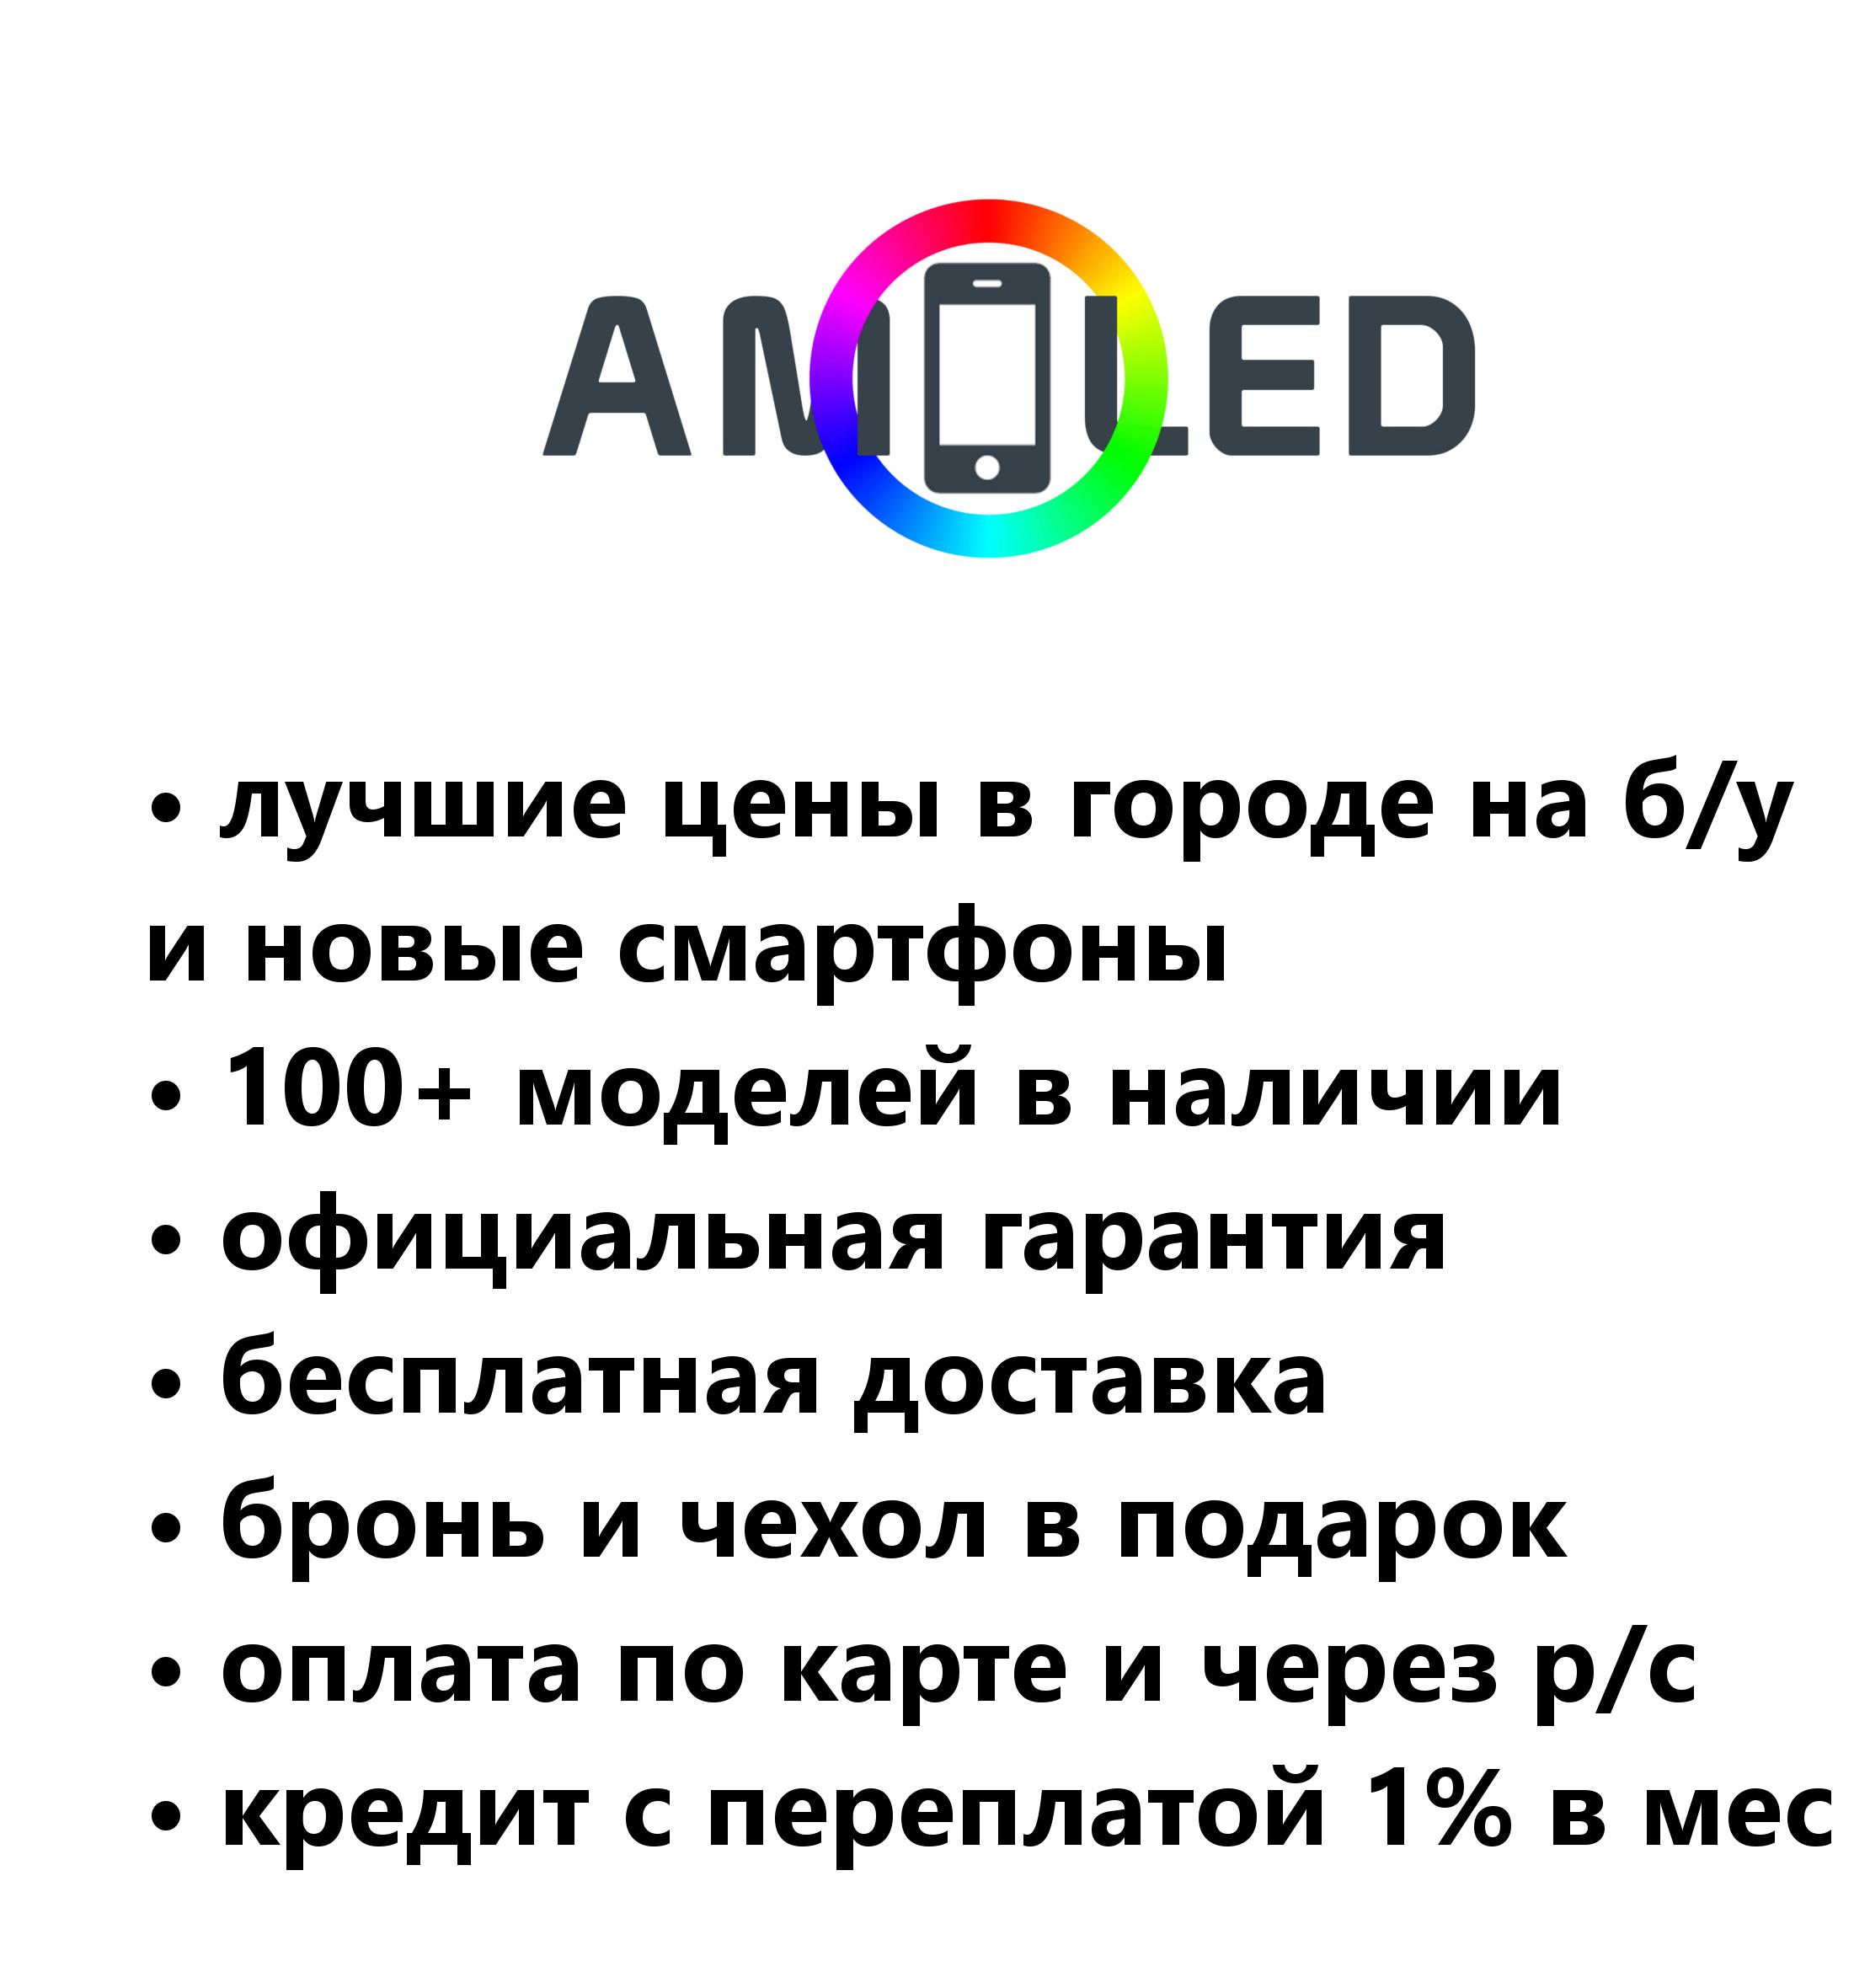 AMOLED
• лучшие цены в городе на б/у
и новые смартфоны
• 100+ моделей в наличии
• официальная гарантия
• бесплатная доставка
• бронь и чехол в подарок
• оплата по карте и через р/с
• кредит с переплатой 1% в мес